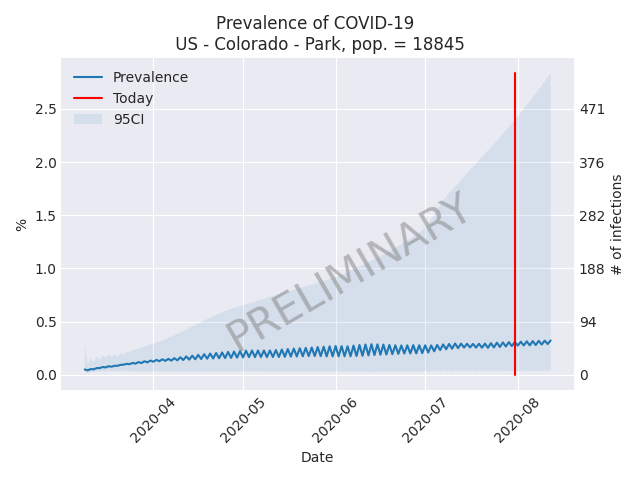 Prevalence of COVID-19
US - Colorado - Park, pop. = 18845
Prevalence
Today
95CI
2.5
2.0
1.5
1.0
0.5
0.0
%
471
376
282
188
94
0
# of infections
PRELIMINARY
2020-04
2020-05
2020-06
2020-07
2020-08
Date